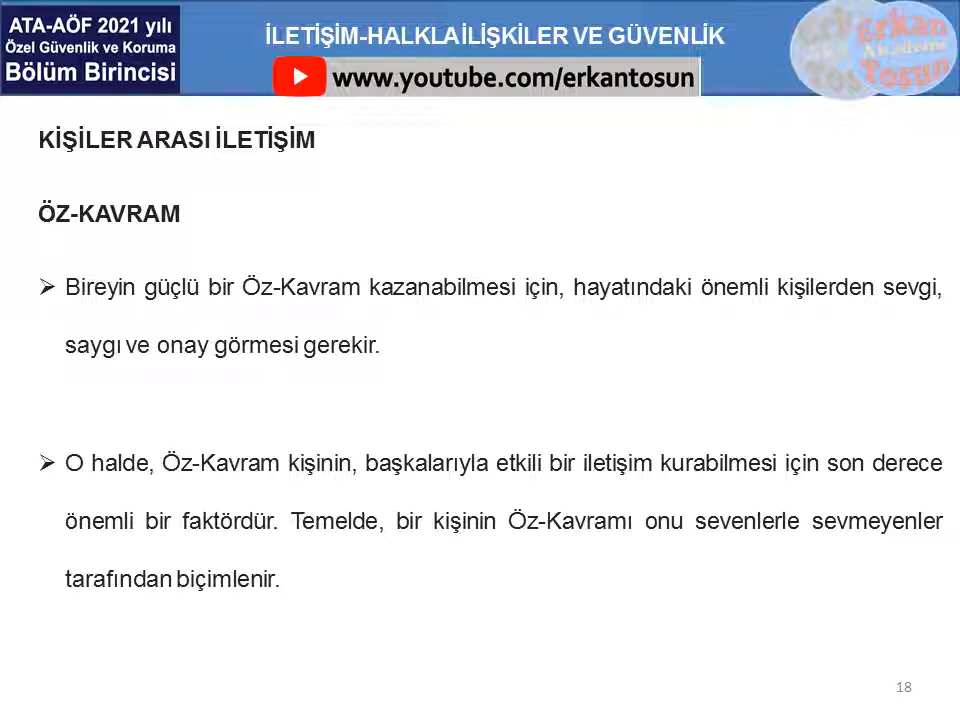 ATA-AÖF 2021 yılı
Özel Güvenlik ve Koruma
Bölüm Birincisi
İLETİŞİM-HALKLA İLİŞKİLER VE GÜVENLİK
www.youtube.com/erkantosun
Erkan
Akademi
Tosun
KİŞİLER ARASI İLETİŞİM
ÖZ-KAVRAM
Bireyin güçlü bir Öz-Kavram kazanabilmesi için, hayatındaki önemli kişilerden sevgi,
saygı ve onay görmesi gerekir.
O halde, Öz-Kavram kişinin, başkalarıyla etkili bir iletişim kurabilmesi için son derece
önemli bir faktördür. Temelde, bir kişinin Öz-Kavramı onu sevenlerle sevmeyenler
tarafından biçimlenir.
18